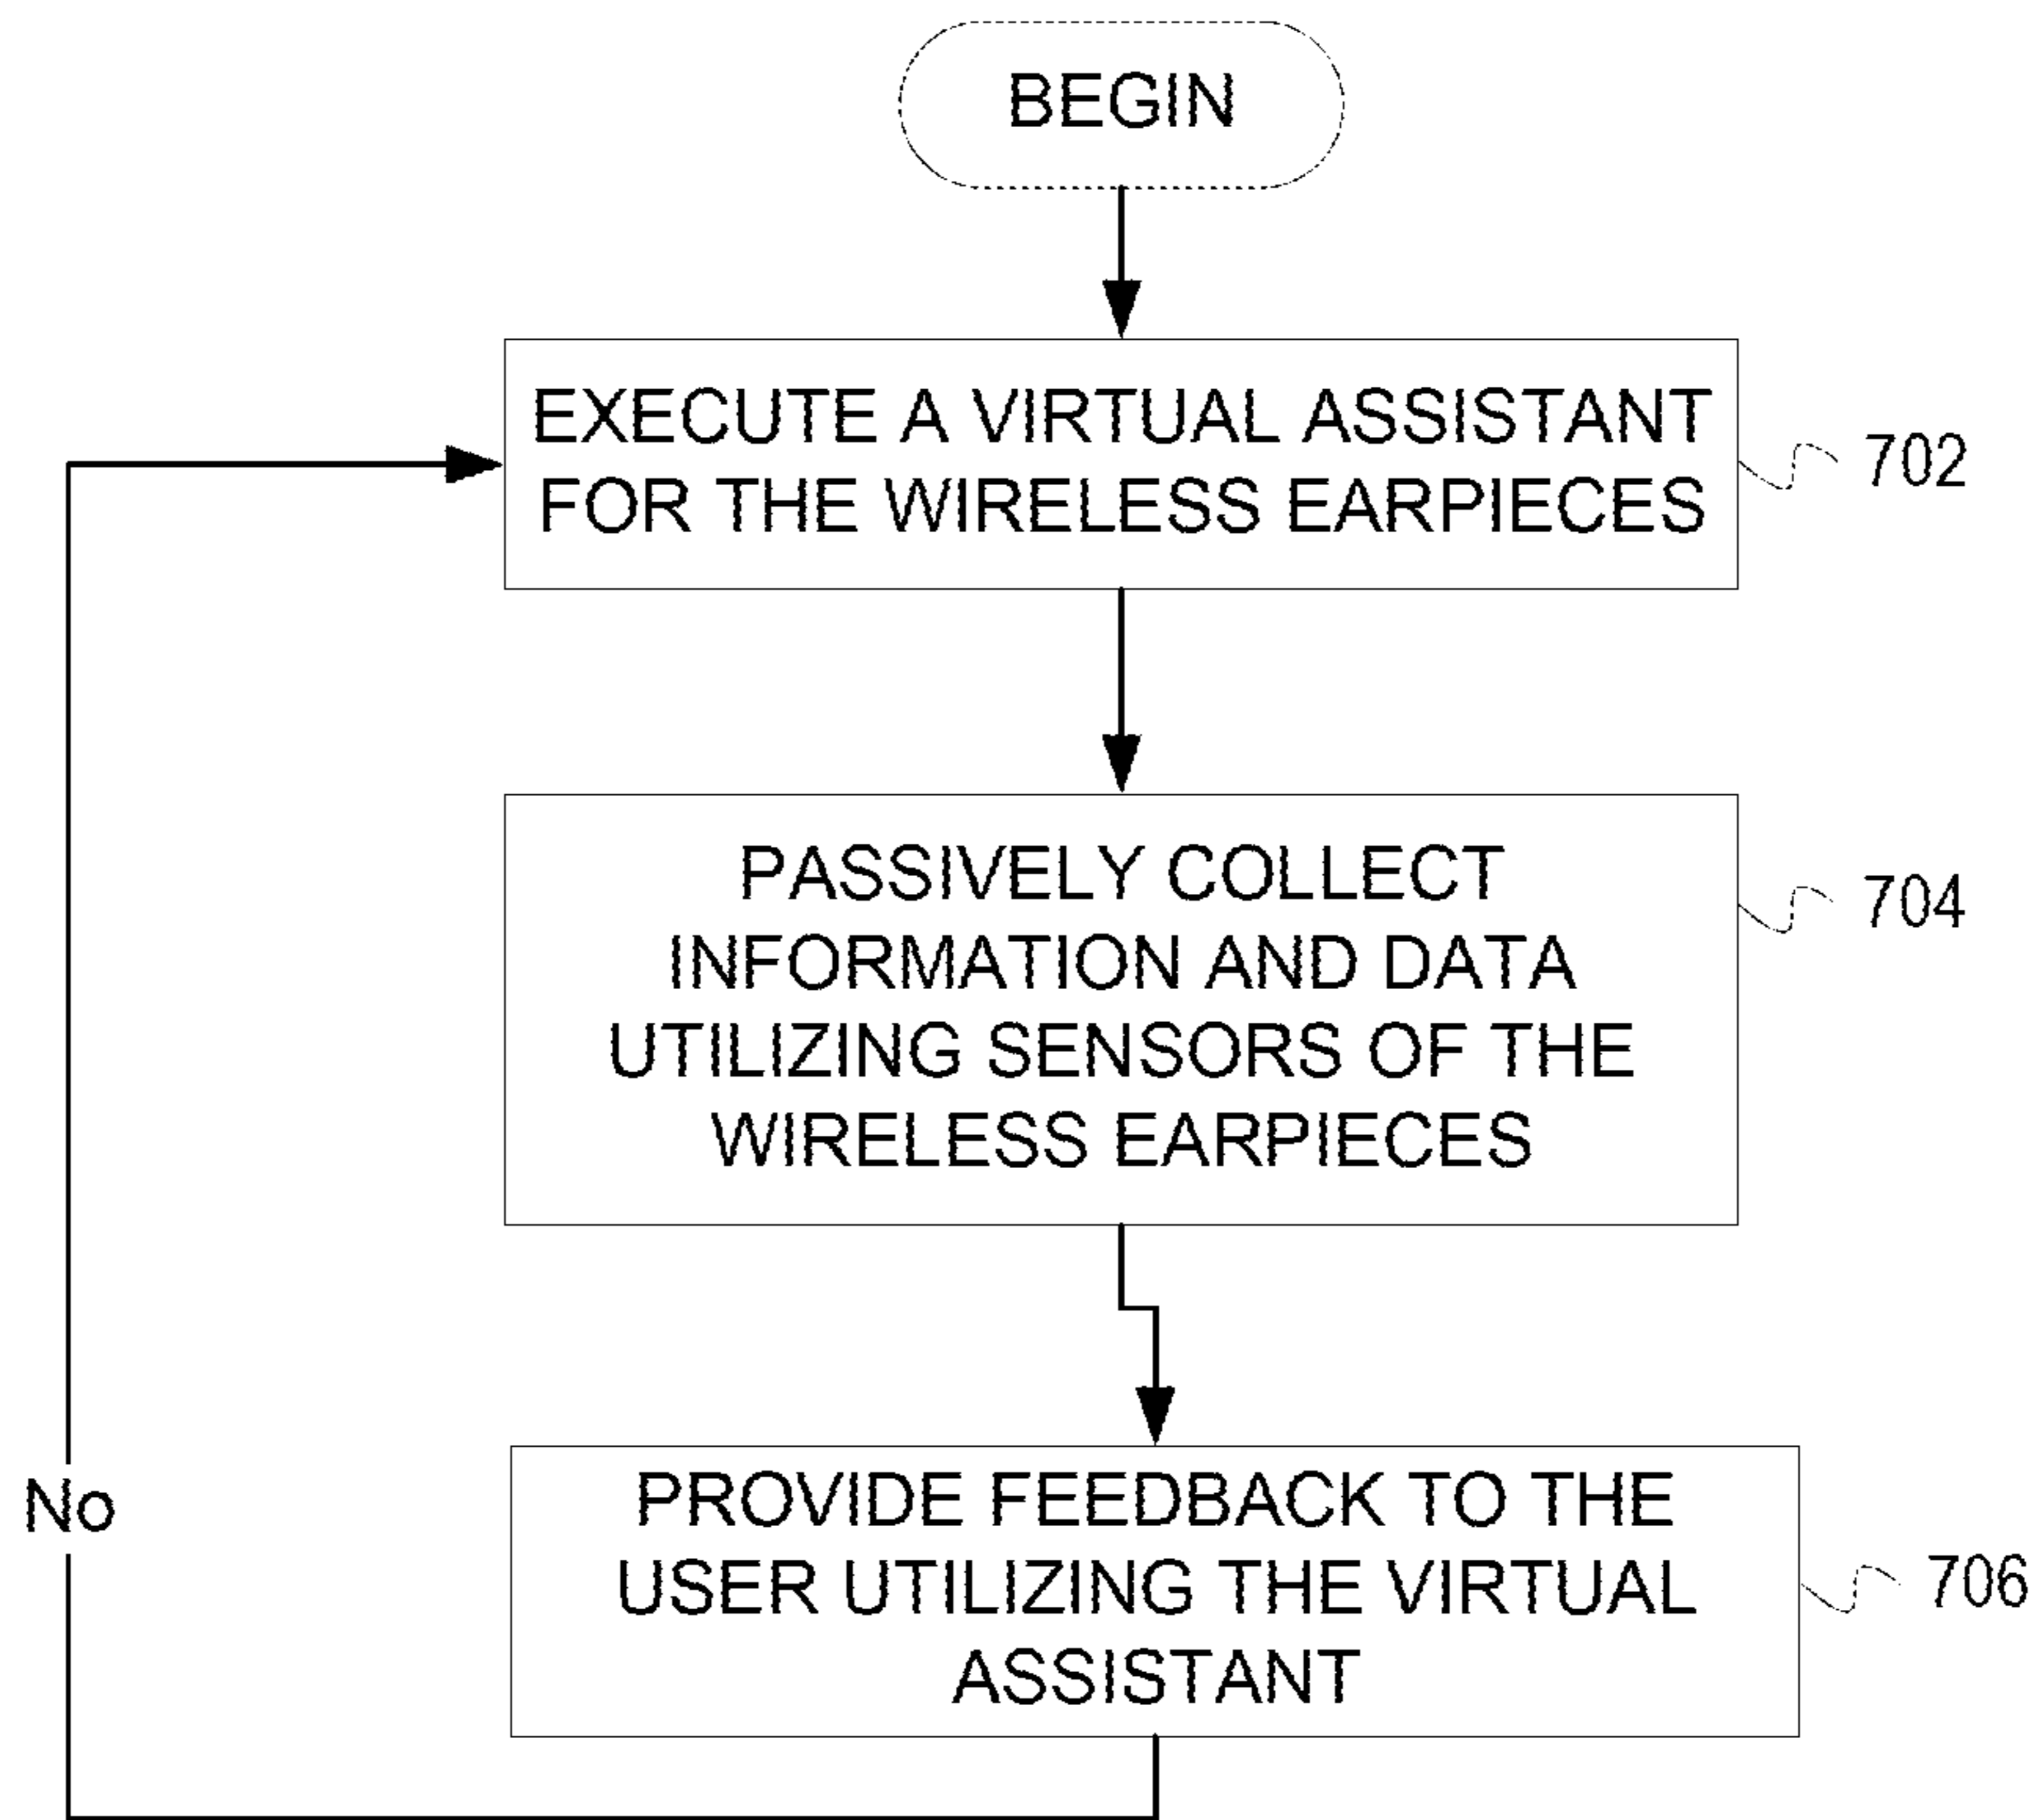 BEGIN
EXECUTE A VIRTUAL ASSISTANT
FOR THE WIRELESS EARPIECES
702
PASSIVELY COLLECT
INFORMATION AND DATA
UTILIZING SENSORS OF THE
WIRELESS EARPIECES
704
No
PROVIDE FEEDBACK TO THE
USER UTILIZING THE VIRTUAL
ASSISTANT
706